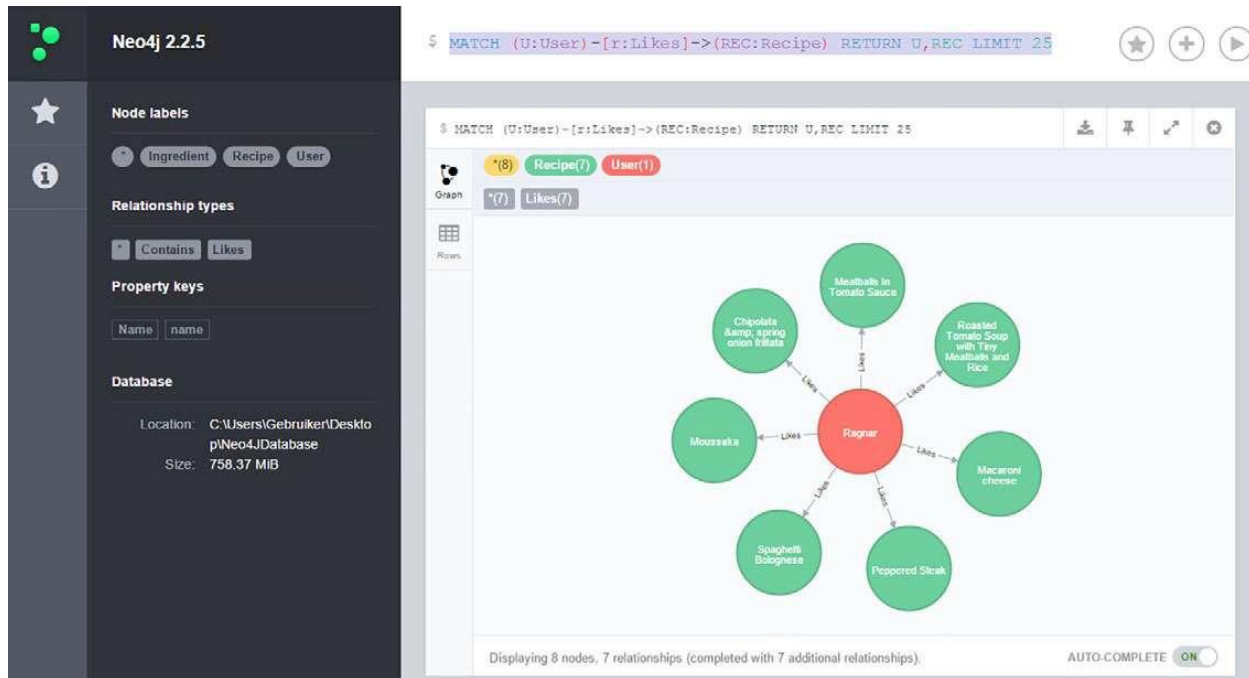 Neo4j 2.2.5
$ MATCH (U:User)-[r:Likes]->(REC:Recipe) RETURN U,REC LIMIT 25
Node labels
* Ingredient Recipe User
Relationship types
* Contains Likes
Property keys
Name name
Database
Location: C:\Users\Gebruiker\Deskto
p\Neo4JDatabase
Size: 758.37 MiB
$ MATCH (U:User)-[r:Likes]->(REC:Recipe) RETURN U,REC LIMIT 25
Graph
Rows
*(8) Recipe(7) User(1)
*(7) Likes(7)
Meatballs In
Tomato Sauce
Chipolate
&amp; spring
onion frittata
Roasted
Tomato Soup
with Tiny
Meatballs and
Rice
Likes
Likes
Likes
Moussaka
Likes
Ragnar
Likes
Macaroni
cheese
Likes
Likes
Spaghetti
Bolognese
Peppered Steak
Displaying 8 nodes, 7 relationships (completed with 7 additional relationships).
AUTO-COMPLETE ON